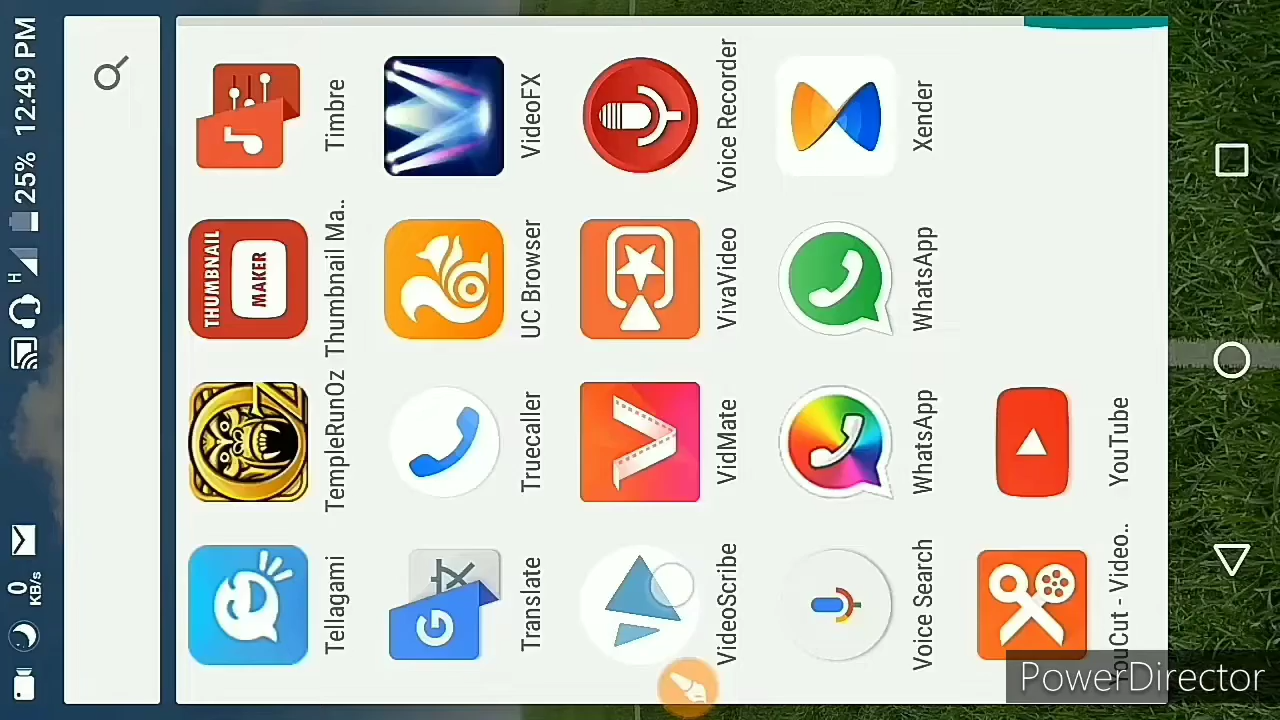 0
KB/s
H
25% 12:49 PM
Tellagami
TempleRunOz
THUMBNAIL
MAKER
Thumbnail Ma..
Timbre
G
Translate
Truecaller
UC Browser
VideoFX
VideoScribe
VidMate
VivaVideo
Voice Recorder
Voice Search
WhatsApp
WhatsApp
Xender
YouCut - Video..
YouTube
PowerDirector